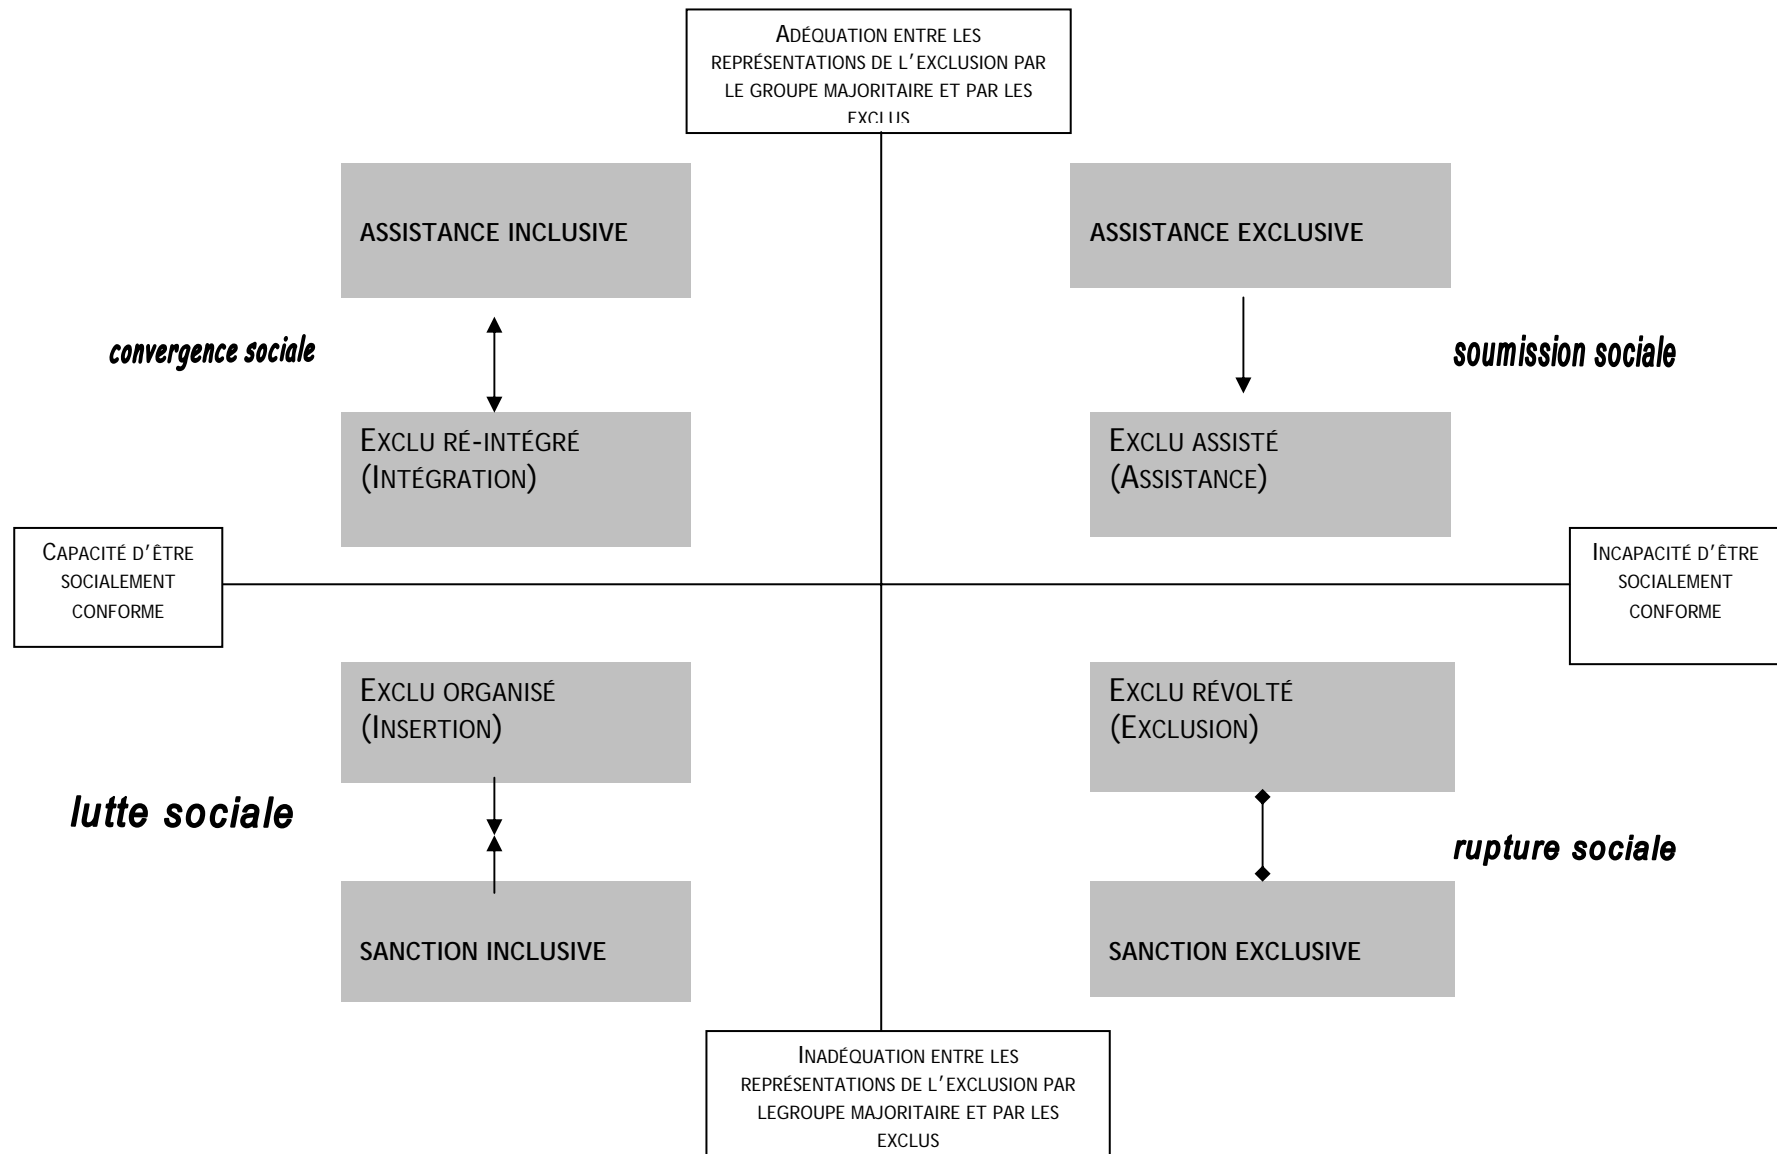 ADÉQUATION ENTRE LES
REPRÉSENTATIONS DE L'EXCLUSION PAR
LE GROUPE MAJORITAIRE ET PAR LES
EXCLUS
ASSISTANCE INCLUSIVE
ASSISTANCE EXCLUSIVE
convergence sociale
soumission sociale
EXCLU RÉ-INTÉGRÉ
(INTÉGRATION)
EXCLU ASSISTÉ
(ASSISTANCE)
CAPACITÉ D'ÊTRE
SOCIALEMENT
CONFORME
INCAPACITÉ D'ÊTRE
SOCIALEMENT
CONFORME
EXCLU ORGANISÉ
(INSERTION)
EXCLU RÉVOLTÉ
(EXCLUSION)
lutte sociale
rupture sociale
SANCTION INCLUSIVE
SANCTION EXCLUSIVE
INADÉQUATION ENTRE LES
REPRÉSENTATIONS DE L'EXCLUSION PAR
LEGROUPE MAJORITAIRE ET PAR LES
EXCLUS